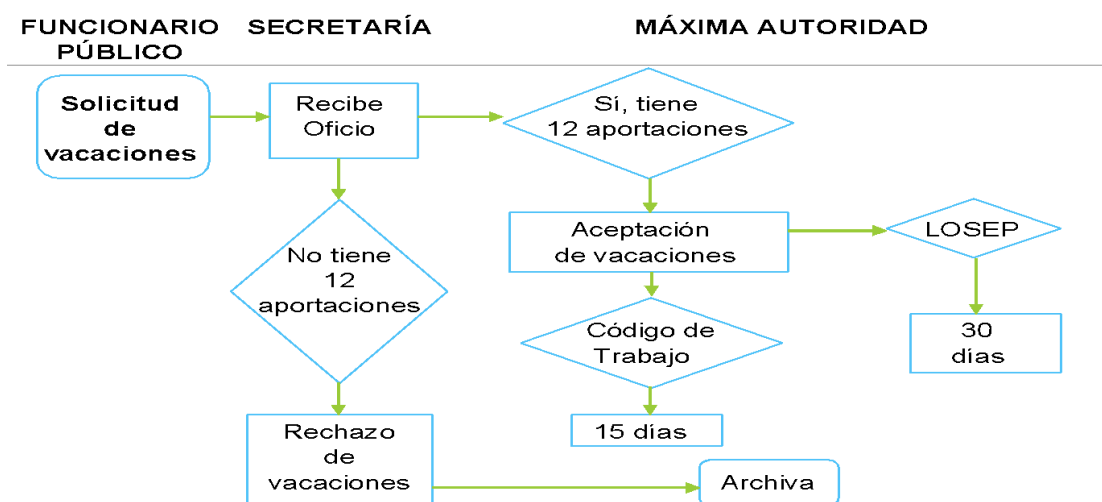 FUNCIONARIO
PÚBLICO
SECRETARÍA
MÁXIMA AUTORIDAD
Solicitud
de
vacaciones
Recibe
Oficio
Sí, tiene
12 aportaciones
No tiene
12
aportaciones
Aceptación
de vacaciones
LOSEP
Código de
Trabajo
30
días
15 días
Rechazo
de
vacaciones
Archiva